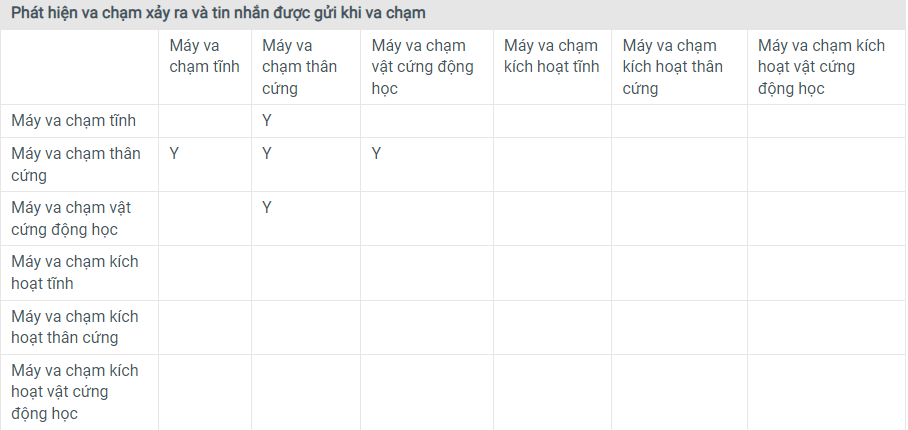 Phát hiện va chạm xảy ra và tin nhắn được gửi khi va chạm
Máy va chạm tĩnh
Máy va chạm thân cứng
Máy va chạm vật cứng động học
Máy va chạm kích hoạt tĩnh
Máy va chạm kích hoạt thân cứng
Máy va chạm kích hoạt vật cứng động học
Máy va chạm tĩnh Y
Máy va chạm thân cứng Y Y Y
Máy va chạm vật cứng động học Y
Máy va chạm kích hoạt tĩnh
Máy va chạm kích hoạt thân cứng
Máy va chạm kích hoạt vật cứng động học